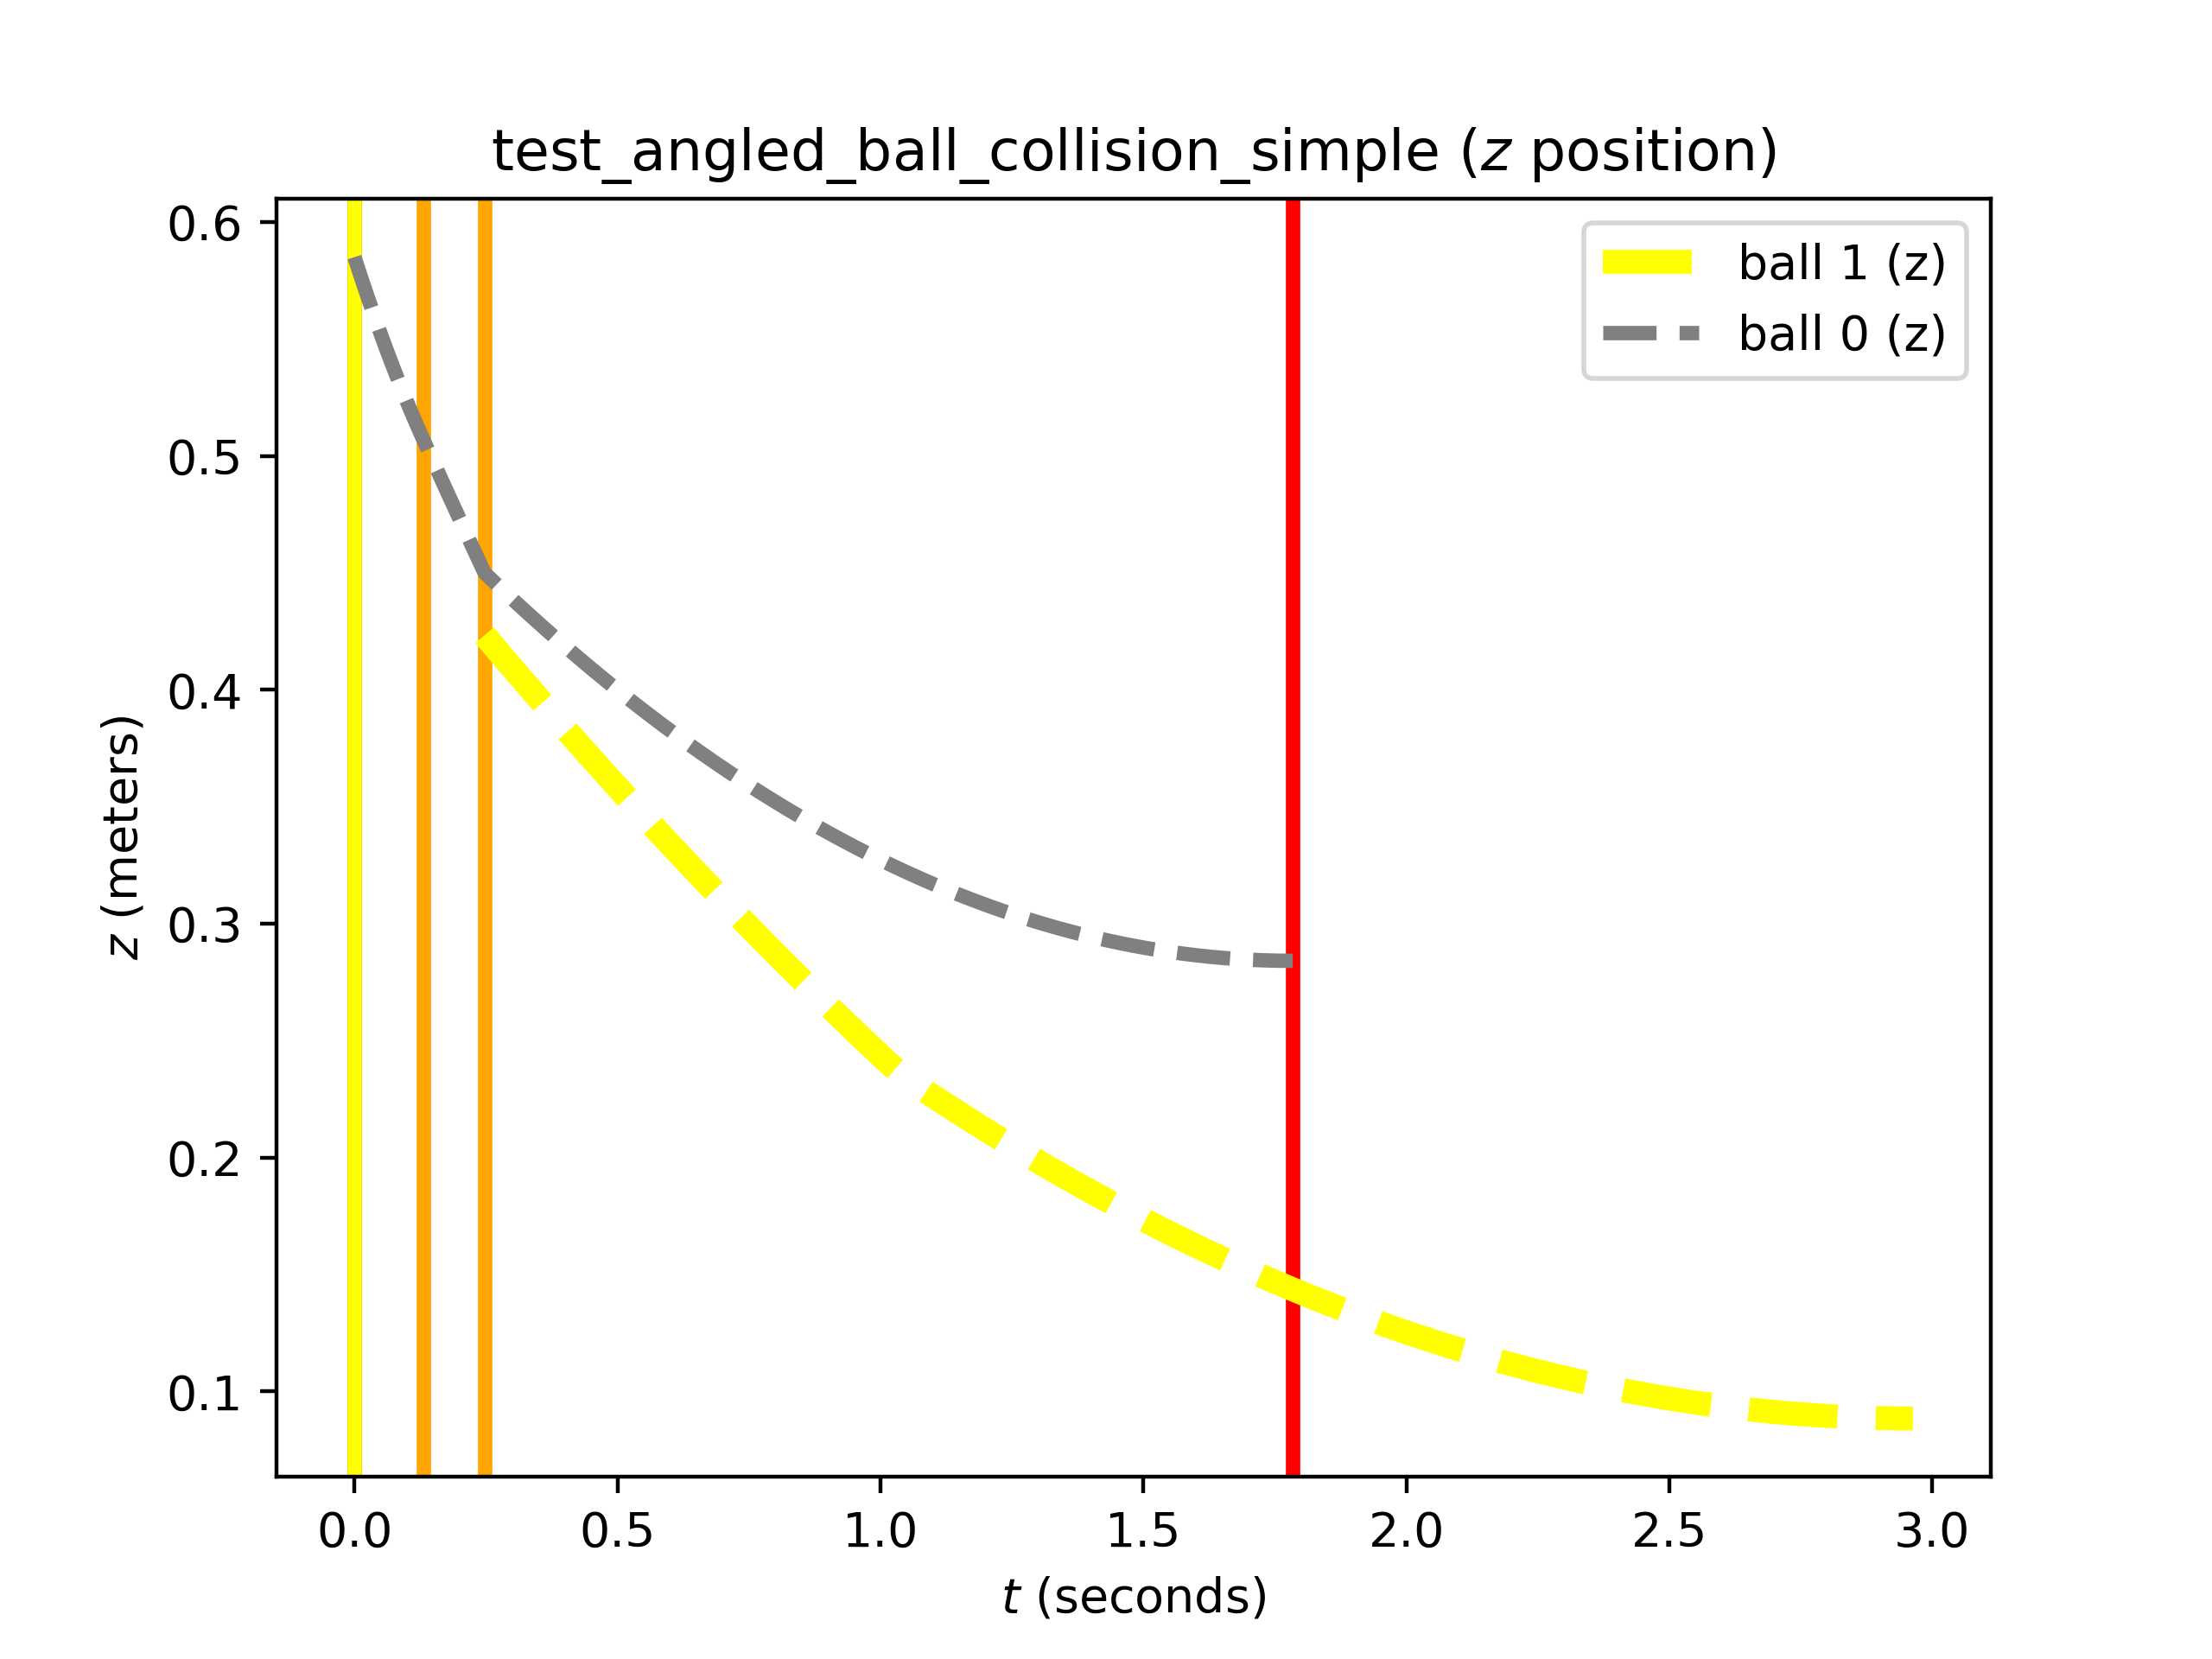 test_angled_ball_collision_simple (z position)
ball 1 (z)
ball 0 (z)
z (meters)
0.6
0.5
0.4
0.3
0.2
0.1
0.0 0.5 1.0 1.5 2.0 2.5 3.0
t (seconds)